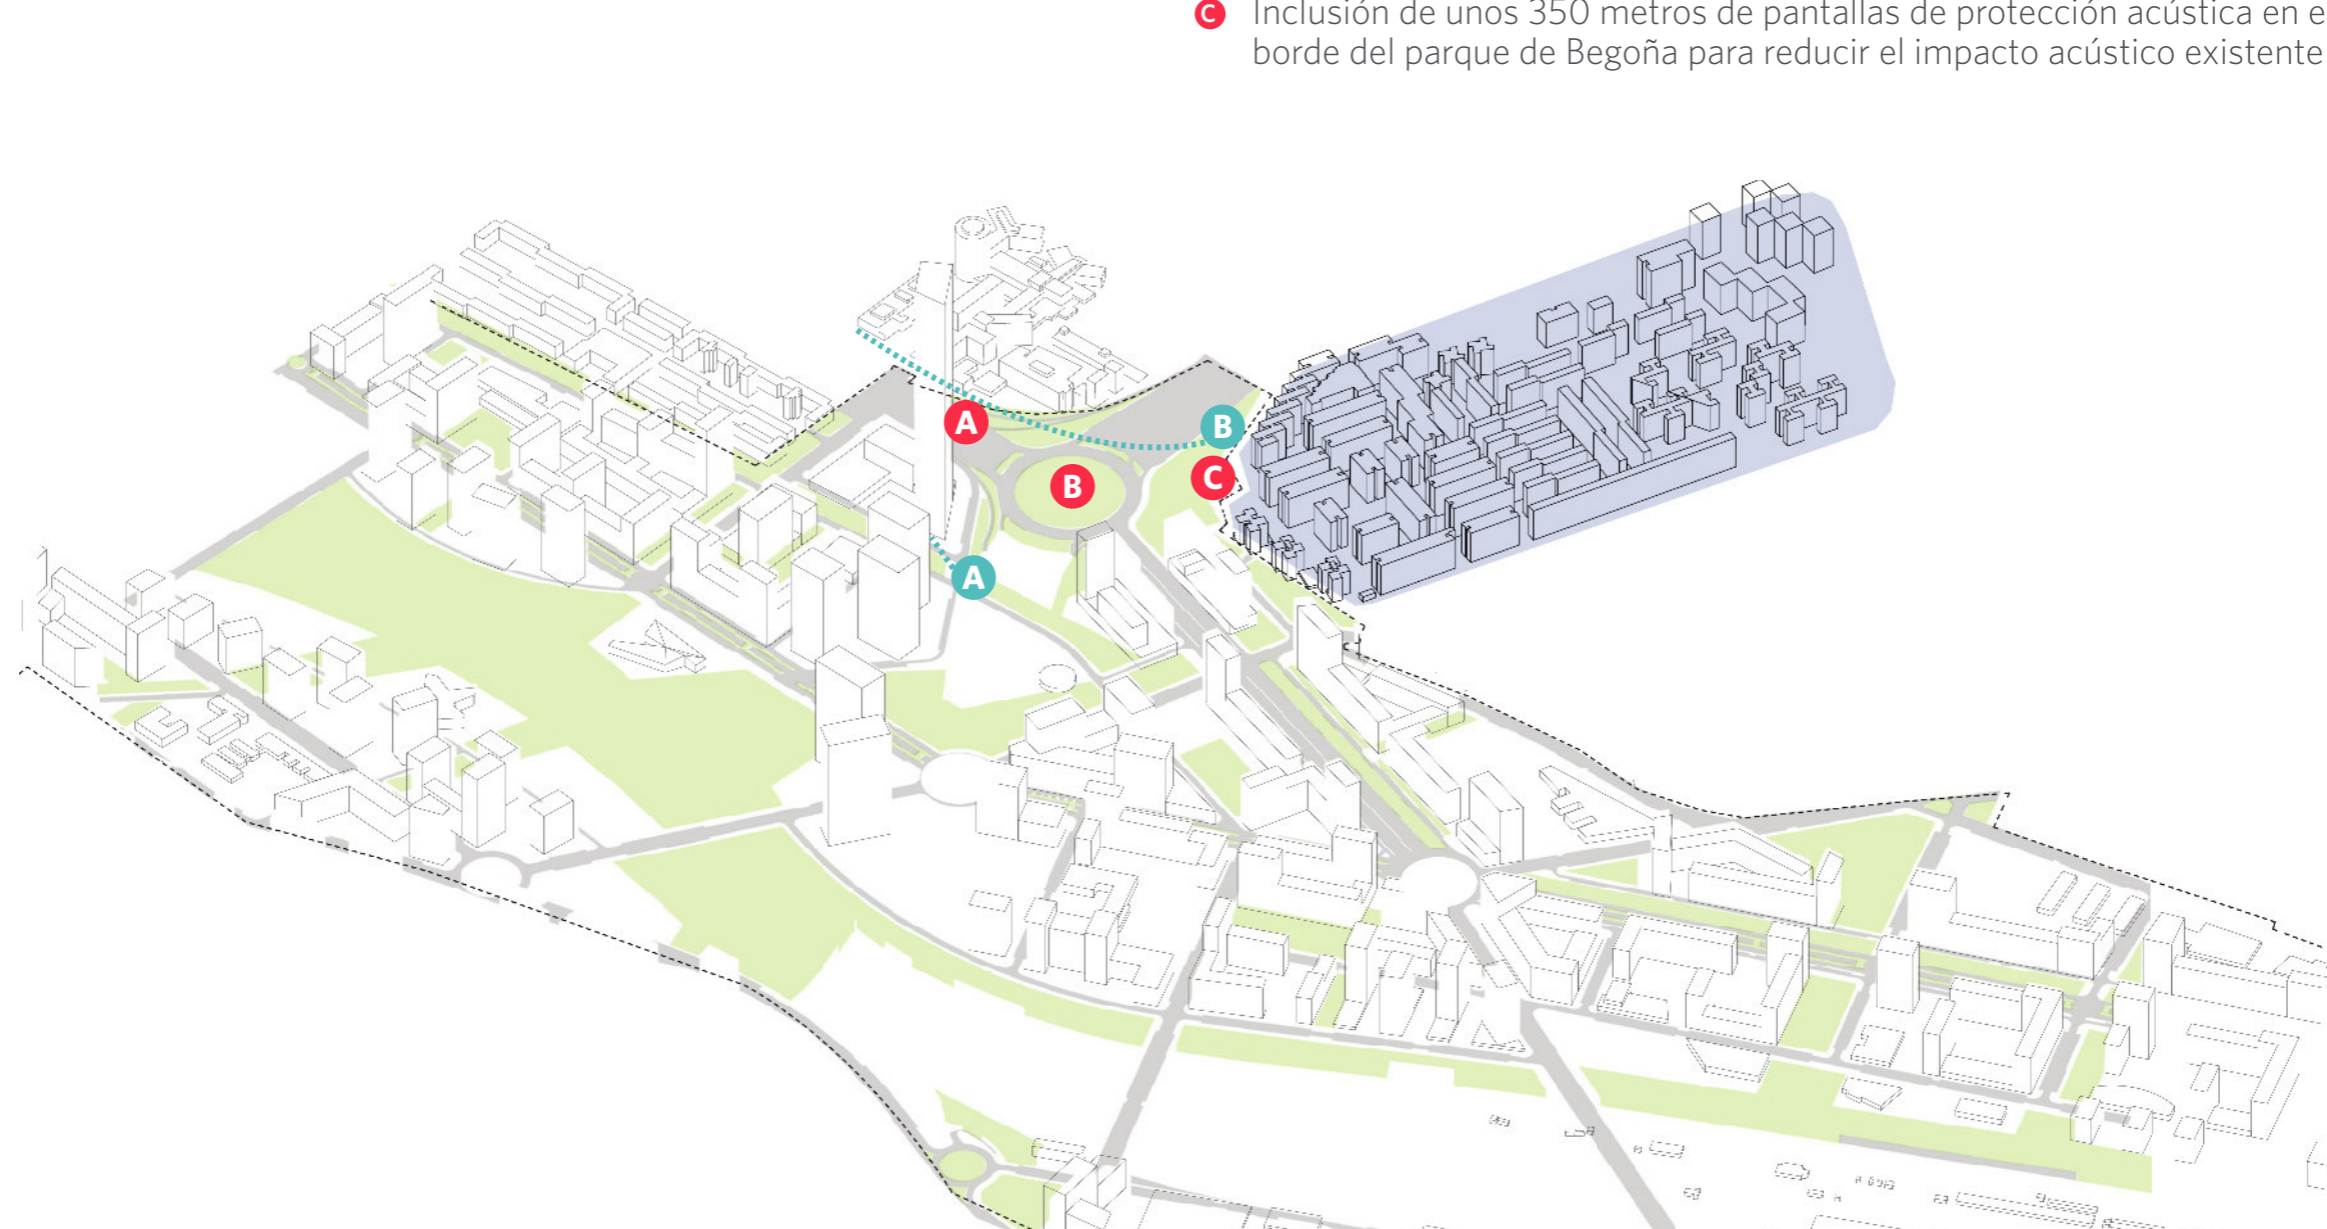 C Inclusión de unos 350 metros de pantallas de protección acústica en e
borde del parque de Begoña para reducir el impacto acústico existente
A
B
B
C
A